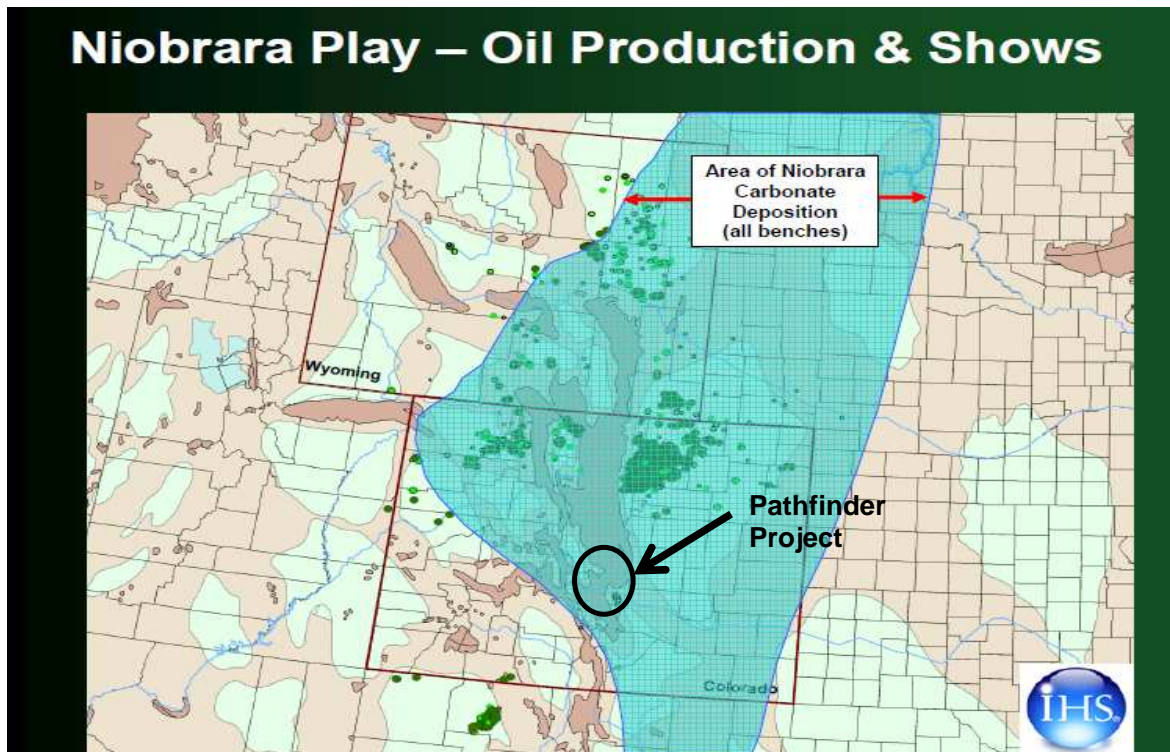 Niobrara Play – Oil Production & Shows
Area of Niobrara
Carbonate
Deposition
(all benches)
Wyoming
Pathfinder
Project
Colorado
IHS